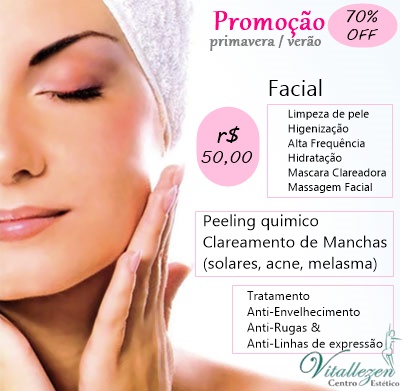 Promoção
primavera / verão
70%
OFF
Facial
r$
50,00
Limpeza de pele
Higenização
Alta Frequência
Hidratação
Mascara Clareadora
Massagem Facial
Peeling quimico
Clareamento de Manchas
(solares, acne, melasma)
Tratamento
Anti-Envelhecimento
Anti-Rugas &
Anti-Linhas de expressão
Vitallezen
Centro Estético